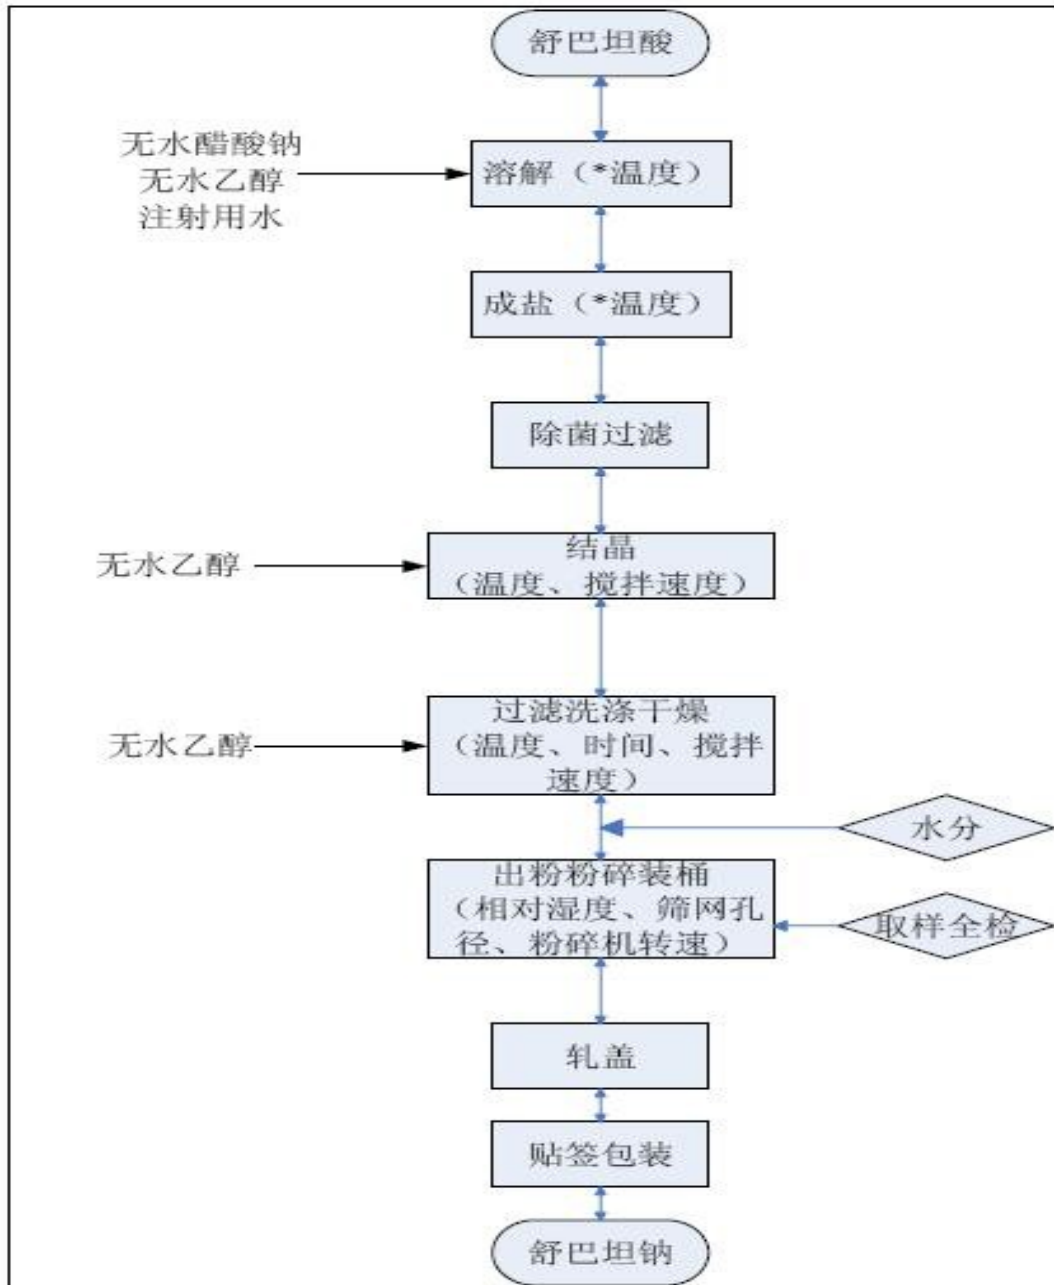 舒巴坦酸
无水醋酸钠
无水乙醇
注射用水
溶解（*温度）
成盐（*温度）
除菌过滤
无水乙醇
结晶
（温度、搅拌速度）
无水乙醇
过滤洗涤干燥
（温度、时间、搅拌
速度）
水分
出粉粉碎装桶
（相对湿度、筛网孔
径、粉碎机转速）
取样全检
轧盖
贴签包装
舒巴坦钠